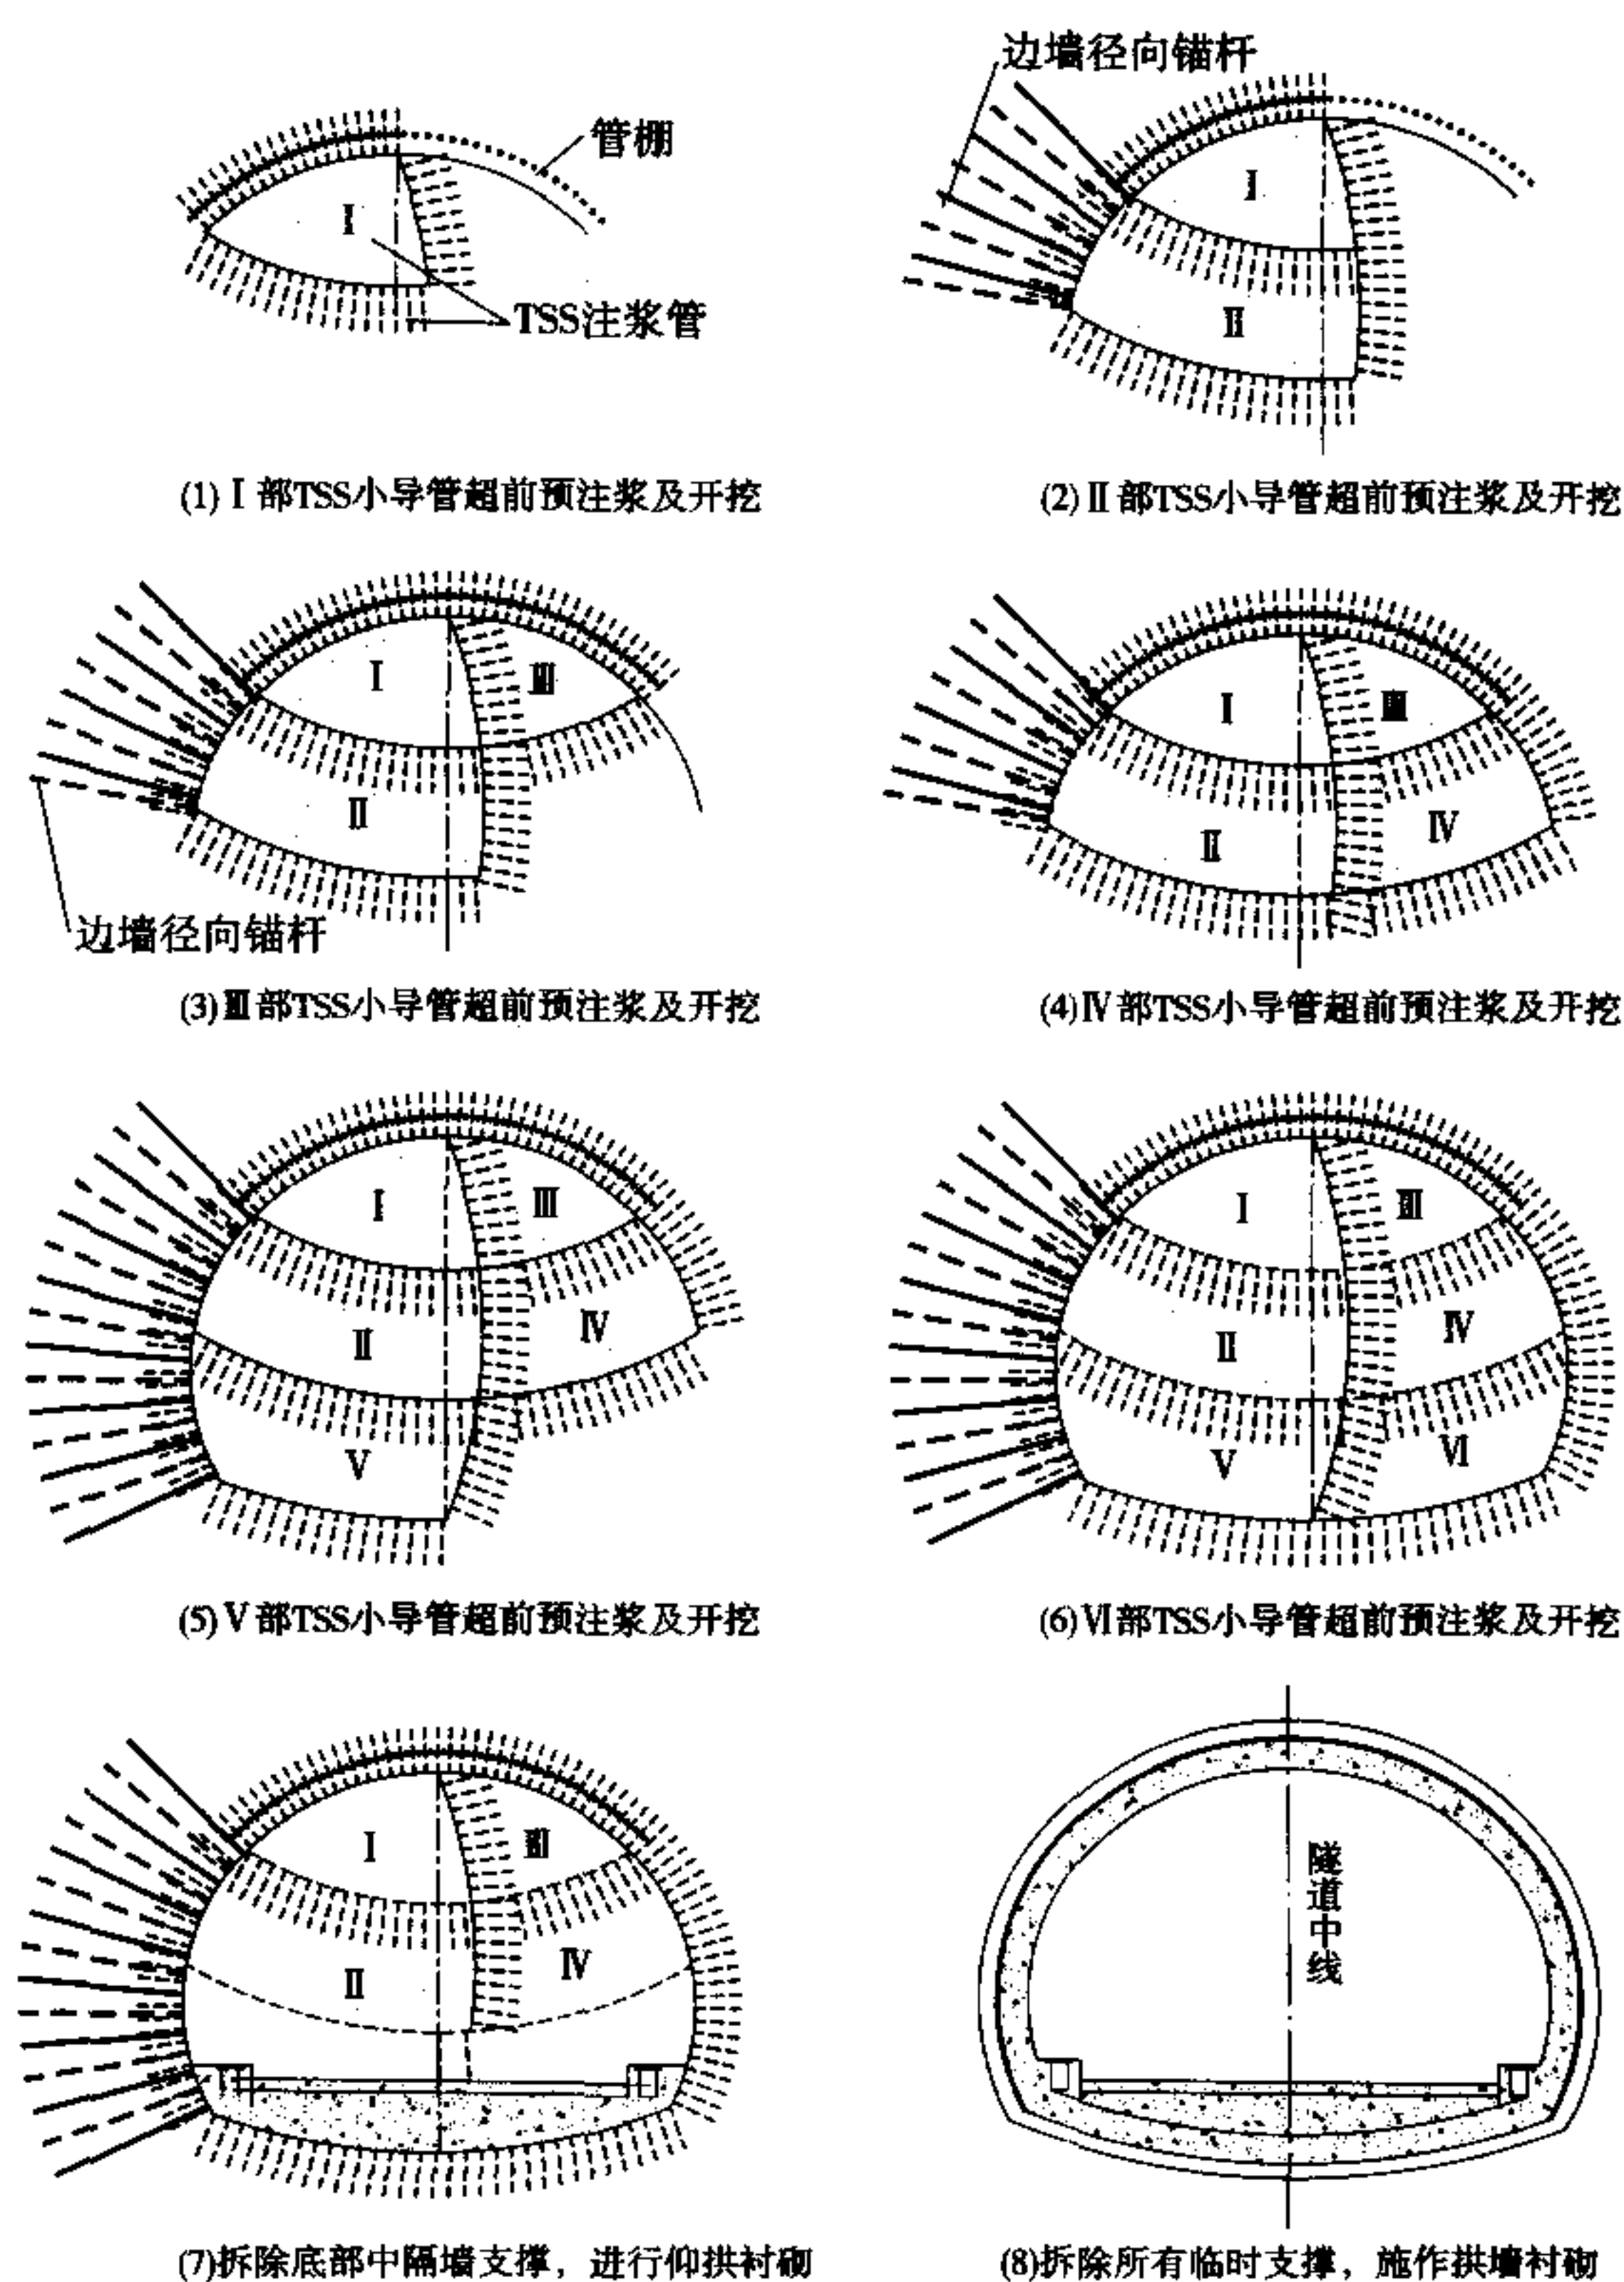 管棚
Ⅰ
TSS注浆管
(1)Ⅰ部TSS小导管超前预注浆及开挖
边墙径向锚杆
Ⅰ
Ⅱ
(2)Ⅱ部TSS小导管超前预注浆及开挖
Ⅰ
Ⅲ
Ⅱ
边墙径向锚杆
(3)Ⅲ部TSS小导管超前预注浆及开挖
Ⅰ
Ⅲ
Ⅱ
Ⅳ
(4)Ⅳ部TSS小导管超前预注浆及开挖
Ⅰ
Ⅲ
Ⅱ
Ⅳ
Ⅴ
(5)Ⅴ部TSS小导管超前预注浆及开挖
Ⅰ
Ⅲ
Ⅱ
Ⅳ
Ⅴ
Ⅵ
(6)Ⅵ部TSS小导管超前预注浆及开挖
Ⅰ
Ⅲ
Ⅱ
Ⅳ
(7)拆除底部中隔墙支撑，进行仰拱衬砌
隧道中线
(8)拆除所有临时支撑，施作拱墙衬砌